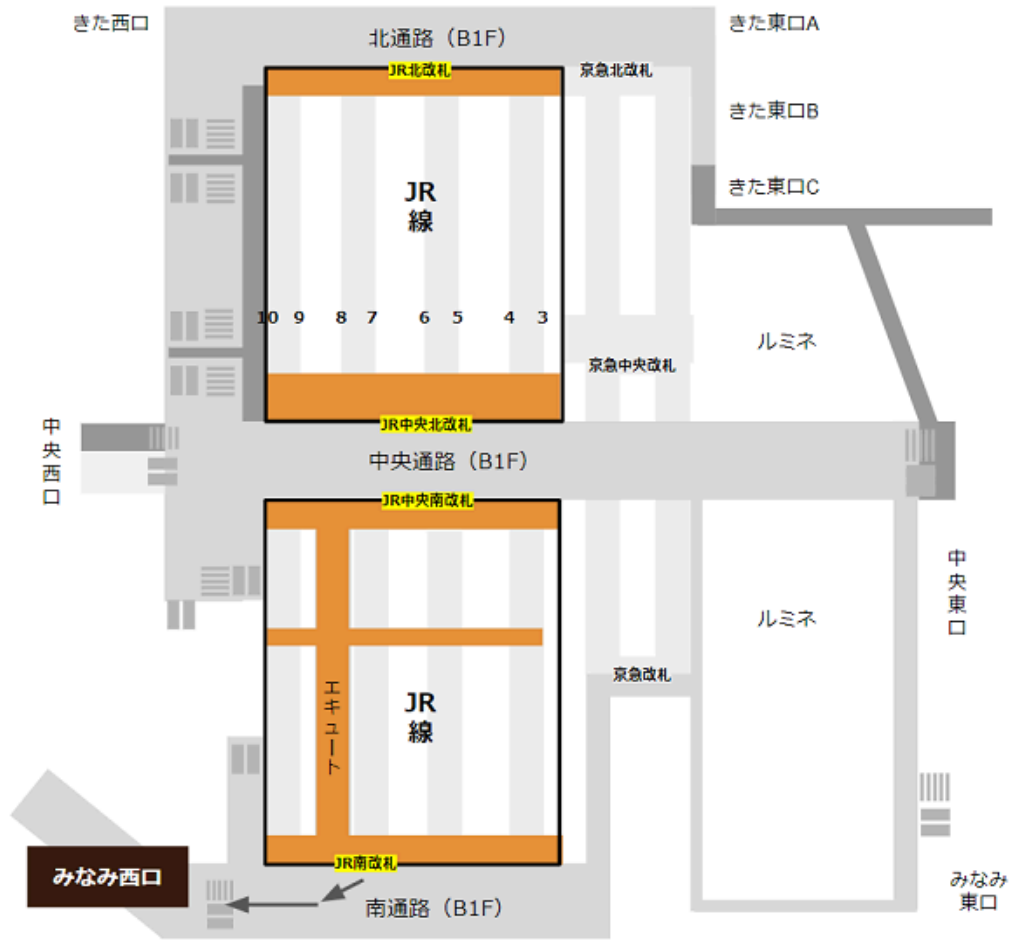 きた西口
北通路（B1F）
きた東口A
JR北改札
京急北改札
きた東口B
きた東口C
JR
線
10 9 8 7 6 5 4 3
ルミネ
京急中央改札
JR中央北改札
中央西口
中央通路（B1F）
JR中央南改札
中央東口
ルミネ
京急改札
エキュート
JR
線
JR南改札
みなみ西口
南通路（B1F）
みなみ
東口